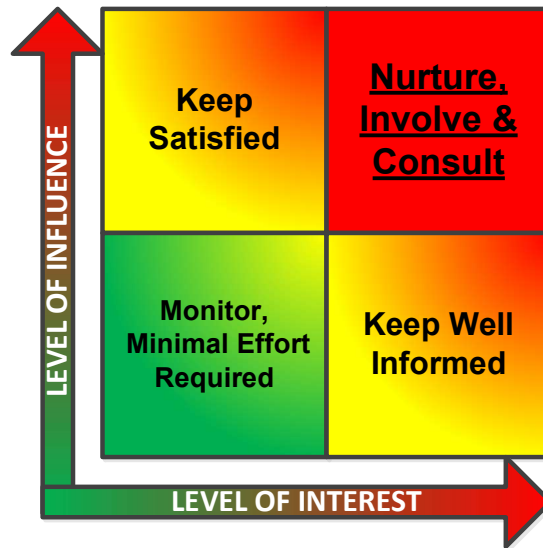 Keep
Satisfied
Nurture,
Involve &
Consult
Monitor,
Minimal Effort
Required
Keep Well
Informed
LEVEL OF INFLUENCE
LEVEL OF INTEREST